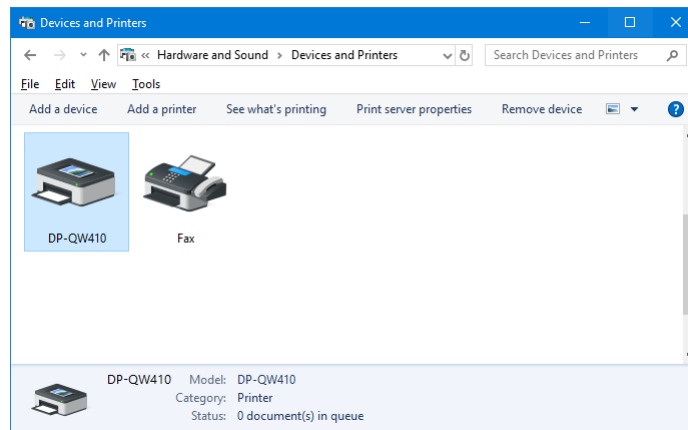 Devices and Printers
« Hardware and Sound > Devices and Printers
Search Devices and Printers
File Edit View Tools
Add a device Add a printer See what's printing Print server properties Remove device ?
DP-QW410 Fax
DP-QW410 Model: DP-QW410
Category: Printer
Status: 0 document(s) in queue